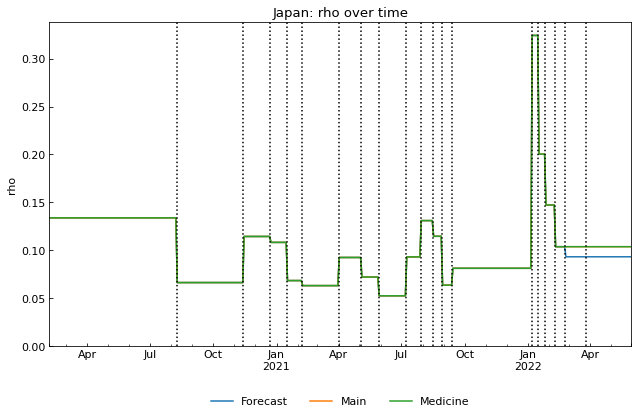 Japan: rho over time
rho
0.30
0.25
0.20
0.15
0.10
0.05
0.00
Apr Jul Oct Jan Apr Jul Oct Jan Apr
2021 2022
Forecast Main Medicine